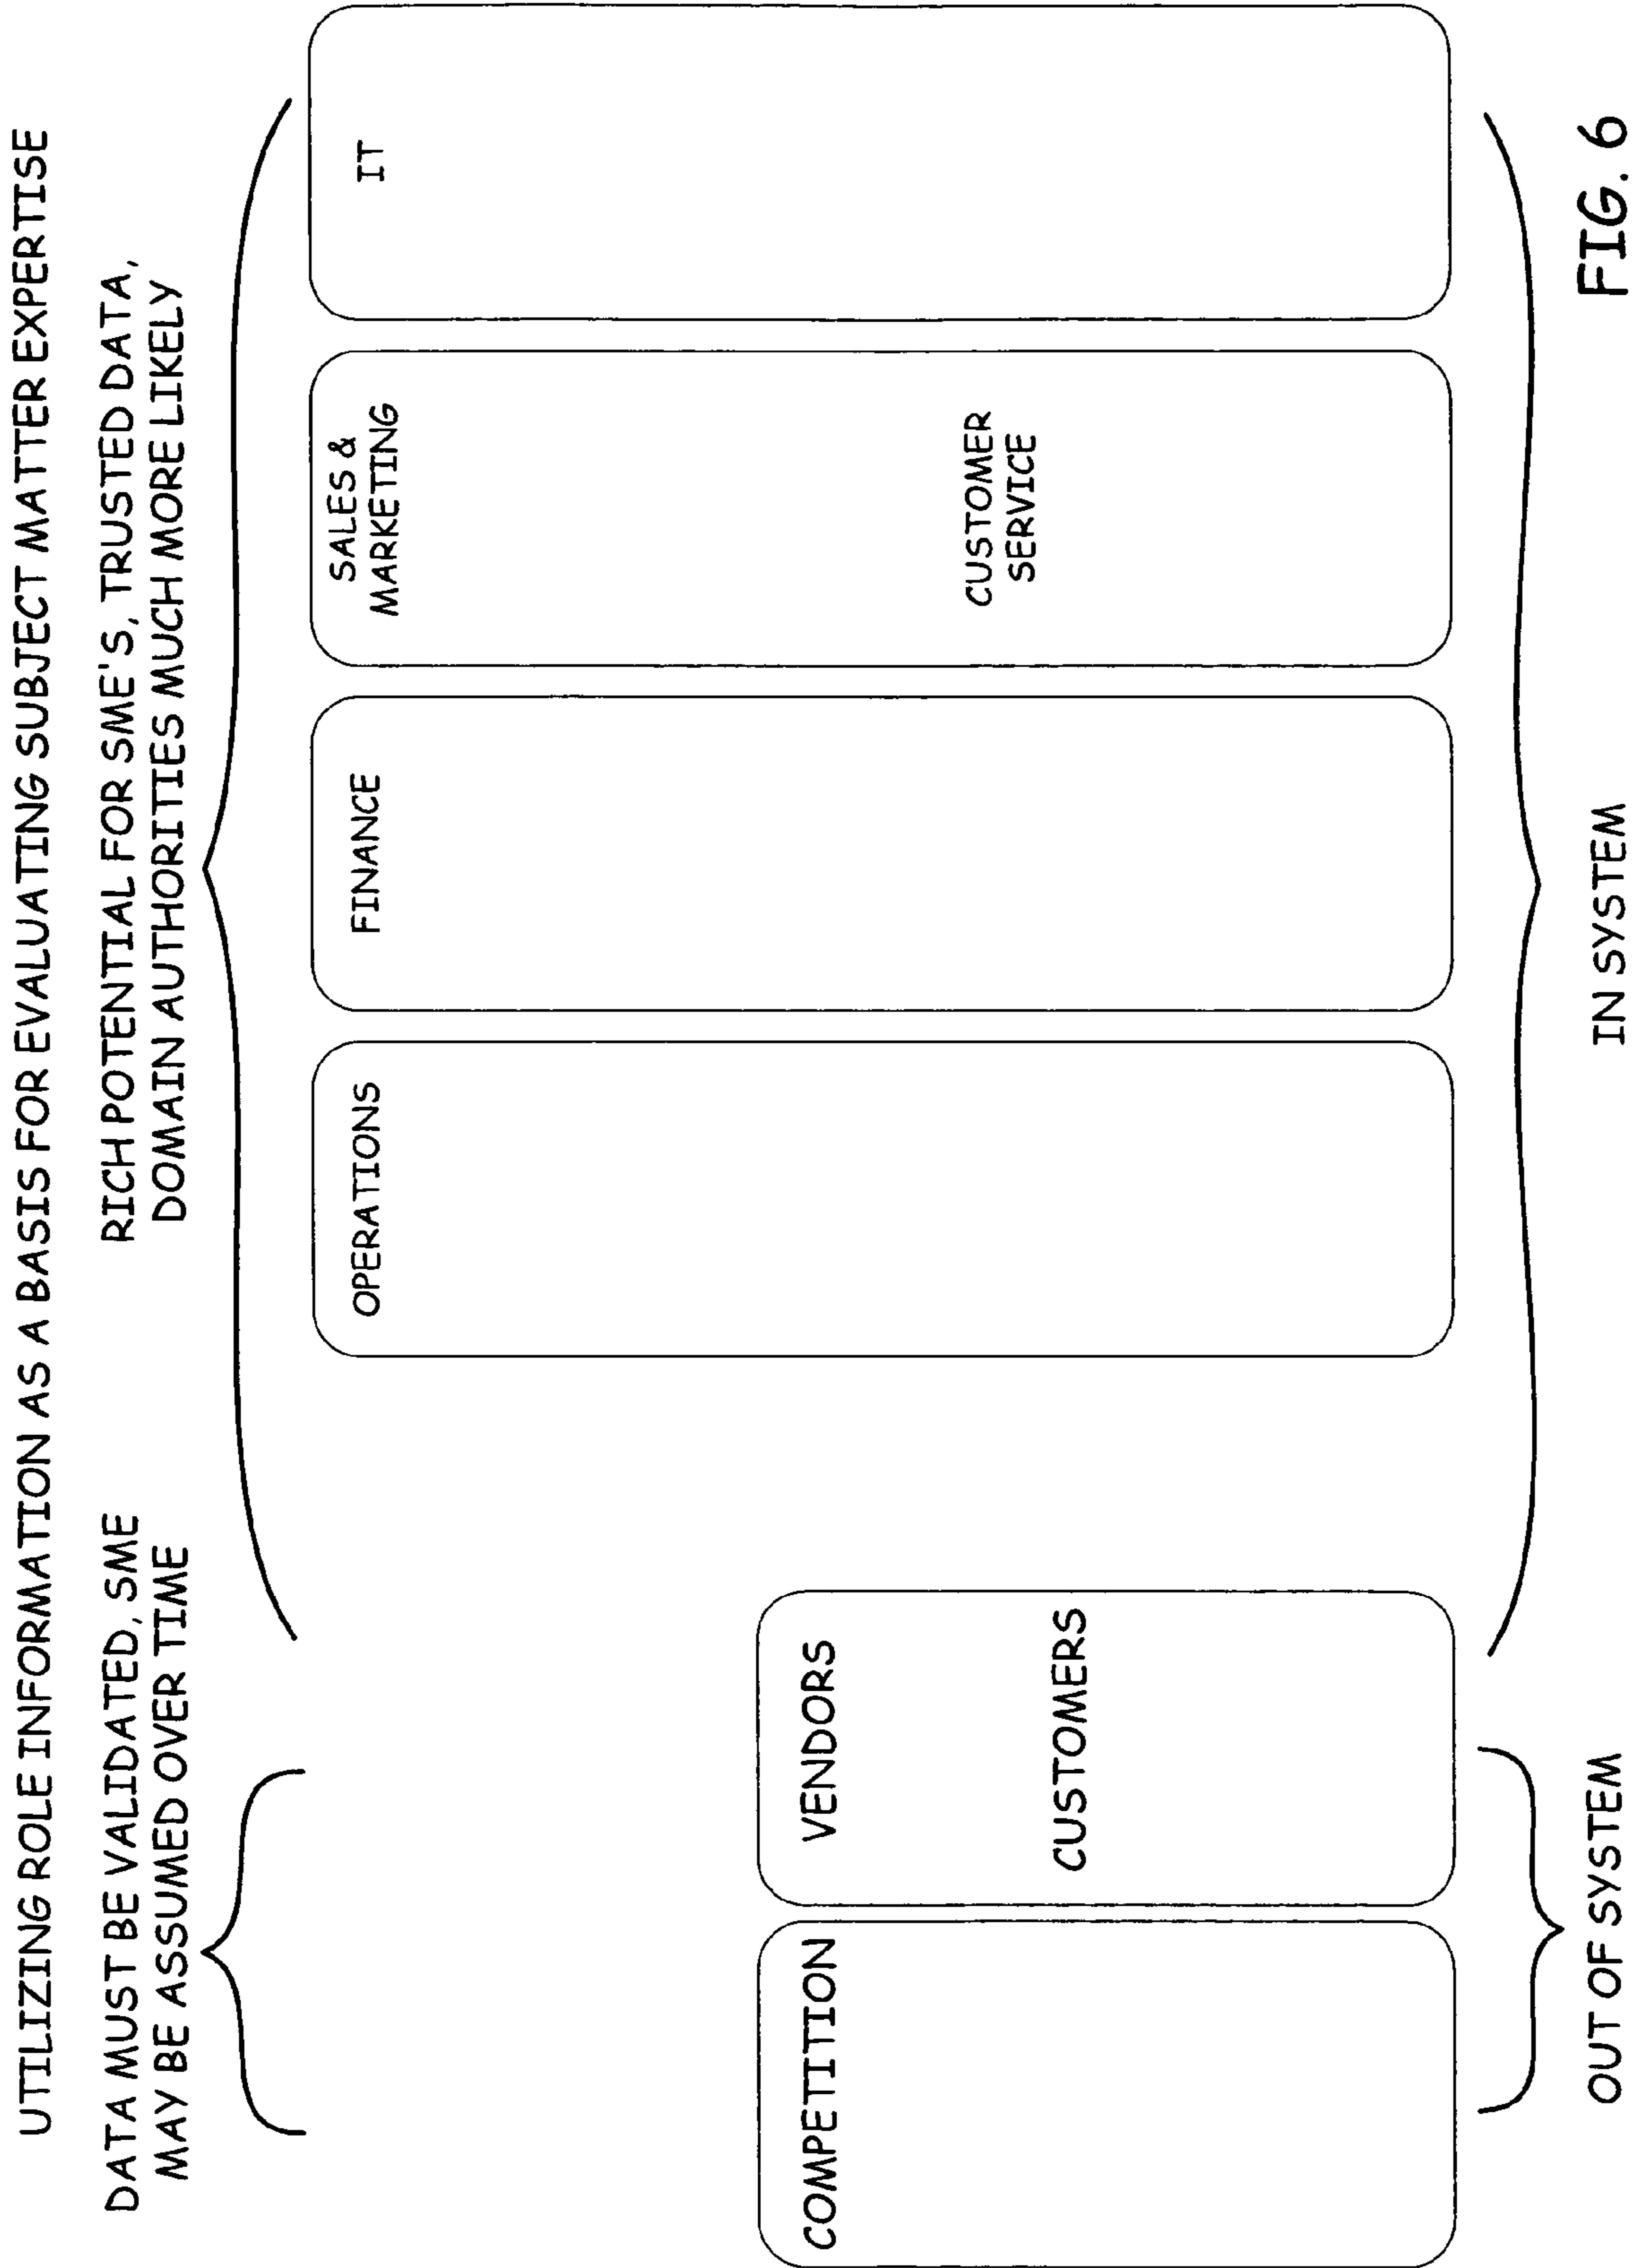 UTILIZING ROLE INFORMATION AS A BASIS FOR EVALUATING SUBJECT MATTER EXPERTISE
DATA MUST BE VALIDATED, SME
MAY BE ASSUMED OVER TIME
RICH POTENTIAL FOR SME'S, TRUSTED DATA,
DOMAIN AUTHORITIES MUCH MORE LIKELY
COMPETITION
VENDORS
CUSTOMERS
OPERATIONS
FINANCE
SALES &
MARKETING
CUSTOMER
SERVICE
IT
OUT OF SYSTEM
IN SYSTEM
FIG. 6